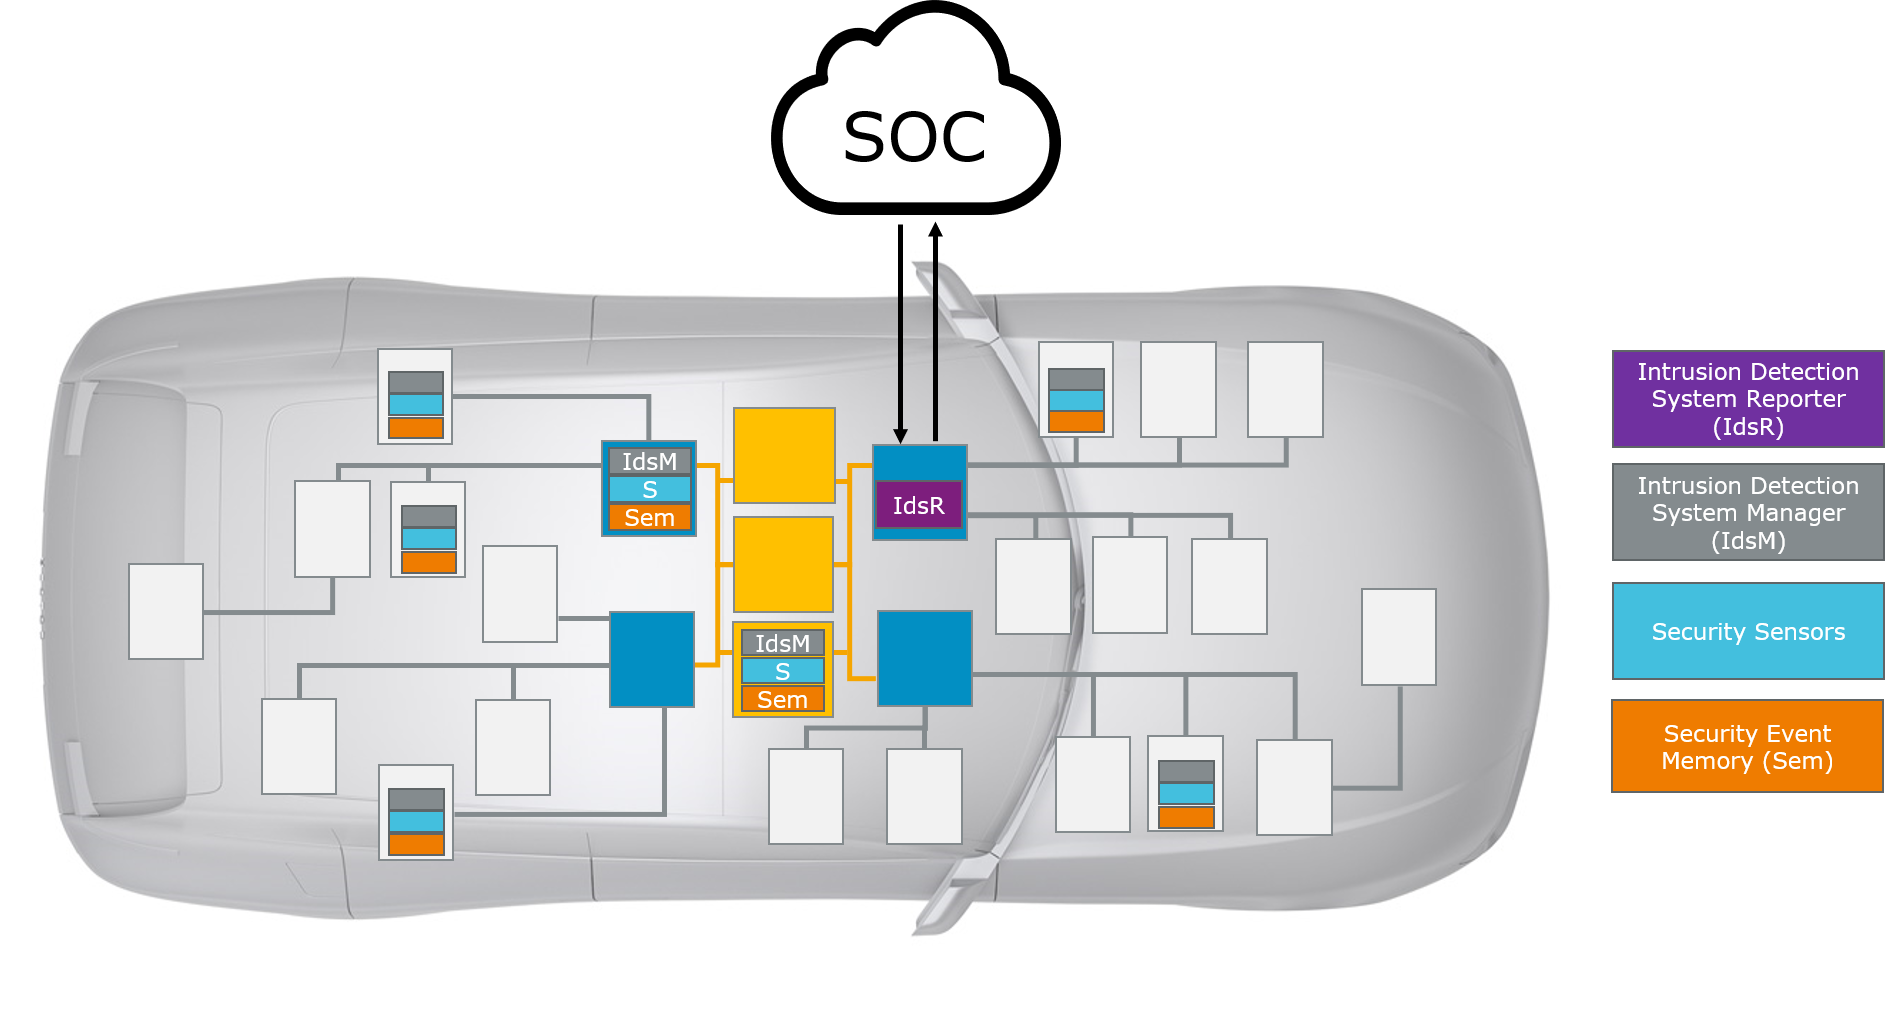 SOC
IdsM
S
Sem
IdsR
IdsM
S
Sem
Intrusion Detection
System Reporter
(IdsR)
Intrusion Detection
System Manager
(IdsM)
Security Sensors
Security Event
Memory (Sem)